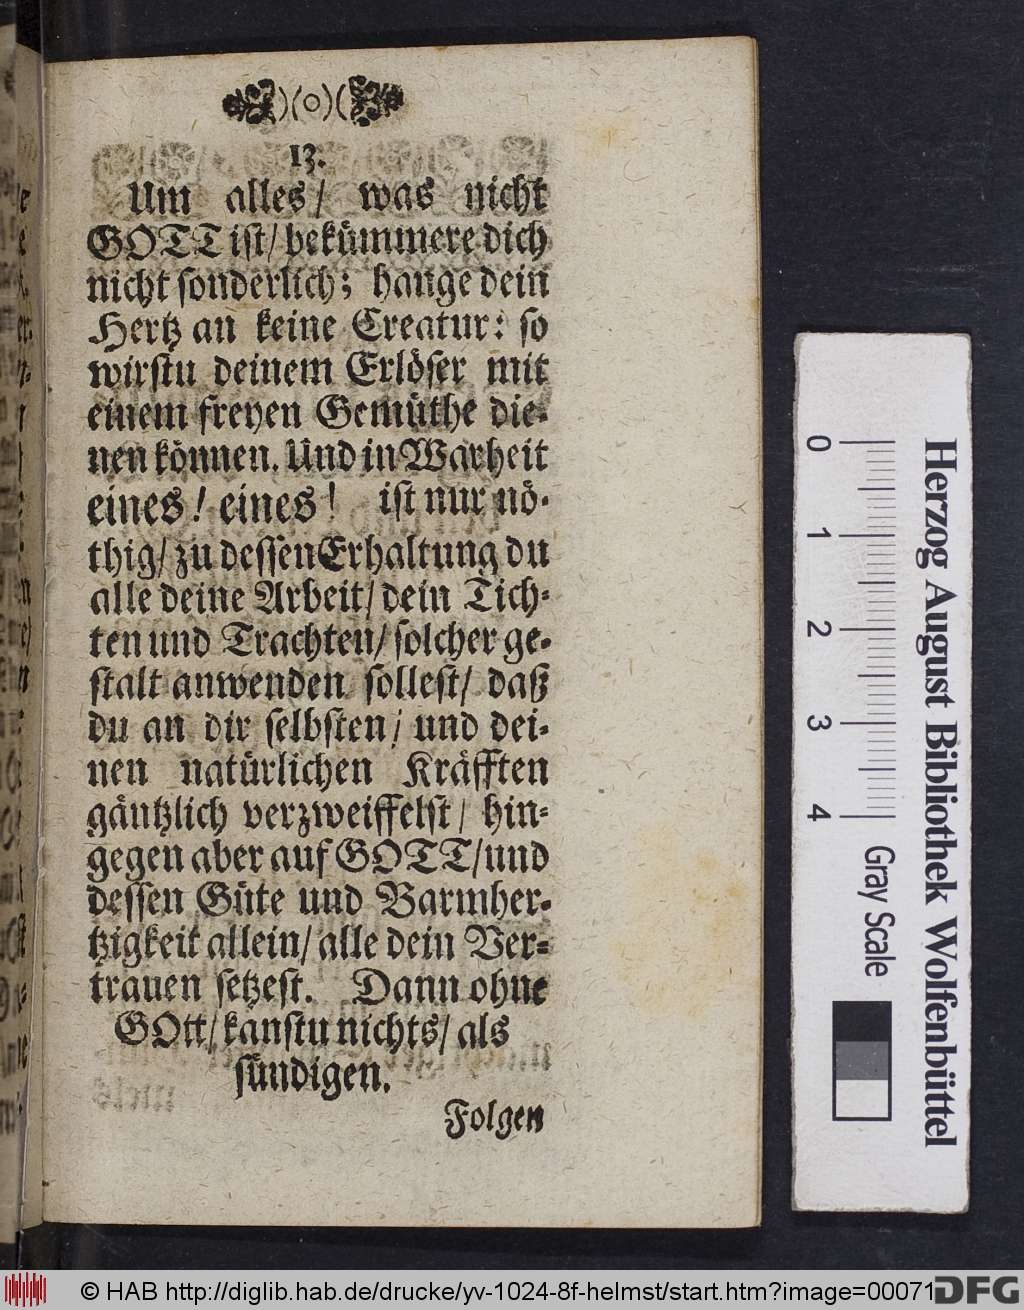 )(o)(
13.
Um alles/ was nicht
GOTT ist/ bekümmere dich
nicht sonderlich; hange dein
Hertz an keine Creatur: so
wirstu deinem Erlöser mit
einem freyen Gemüthe die-
nen können. Und in Warheit
eines! eines! ist nur nö-
thig/ zu dessen Erhaltung du
alle deine Arbeit/ dein Tich-
ten und Trachten/ solcher ge-
stalt anwenden sollest/ daß
du an dir selbsten/ und dei-
nen natürlichen Kräfften
gäntzlich verzweiffelst/ hin-
gegen aber auf GOTT/ und
dessen Güte und Barmher-
tzigkeit allein/ alle dein Ver-
trauen setzest. Dann ohne
GOtt/ kanstu nichts/ als
sündigen.
Folgen
0 1 2 3 4
Gray Scale
Herzog August Bibliothek Wolfenbüttel
© HAB http://diglib.hab.de/drucke/yv-1024-8f-helmst/start.htm?image=00071
DFG